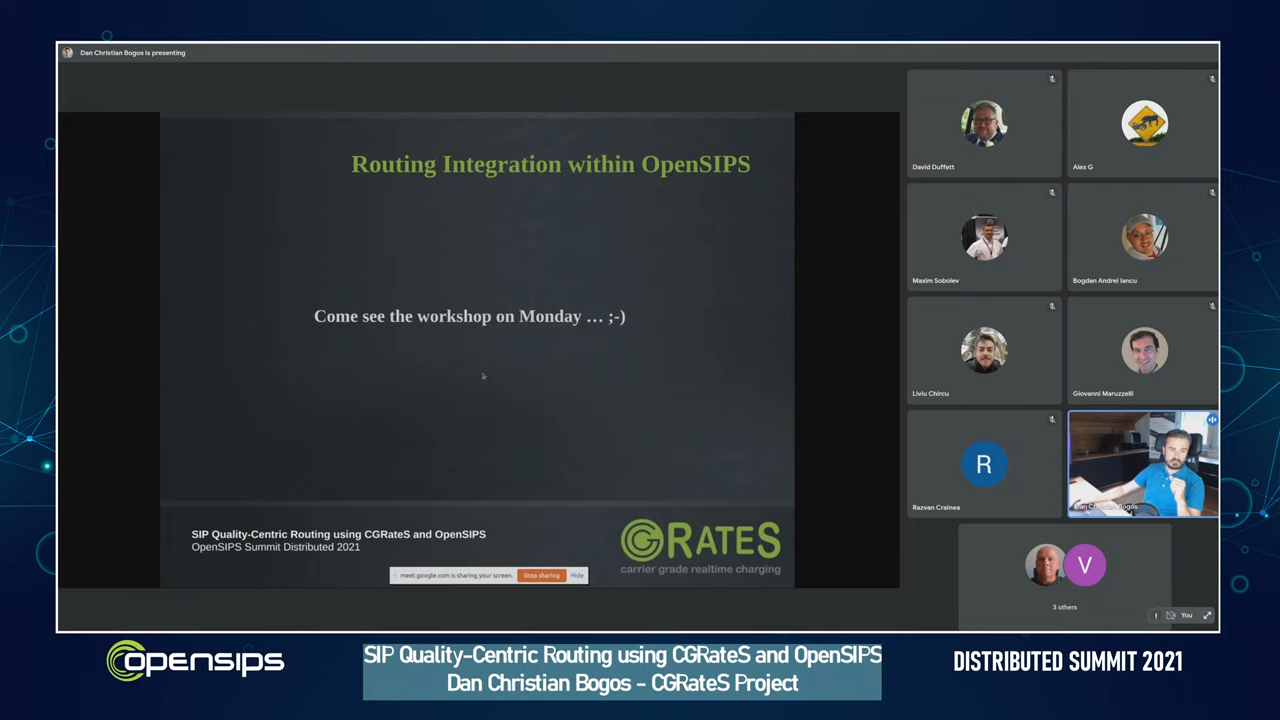 Dan Christian Bogos is presenting
Routing Integration within OpenSIPS
Come see the workshop on Monday … ;-)
SIP Quality-Centric Routing using CGRateS and OpenSIPS
OpenSIPS Summit Distributed 2021
CGRATES
carrier grade realtime charging
meet.google.com is sharing your screen.
Stop sharing
Hide
David Duffett
Alex G
Maxim Sobolev
Bogdan Andrei Iancu
Liviu Chircu
Giovanni Maruzzelli
R
Razvan Crainea
Dan Christian Bogos
V
3 others
You
opensips
SIP Quality-Centric Routing using CGRateS and OpenSIPS
Dan Christian Bogos - CGRateS Project
DISTRIBUTED SUMMIT 2021